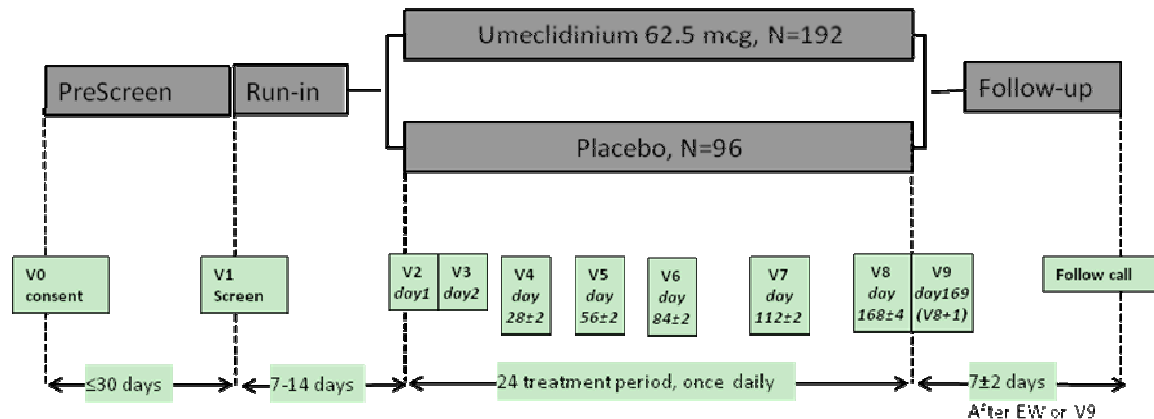 Umeclidinium 62.5 mcg, N=192
PreScreen
Run-in
Follow-up
Placebo, N=96
V0
consent
V1
Screen
V2
day1
V3
day2
V4
day
28±2
V5
day
56±2
V6
day
84±2
V7
day
112±2
V8
day
168±4
V9
day169
(V8+1)
Follow call
≤30 days
7-14 days
24 treatment period, once daily
7±2 days
After EW or V9